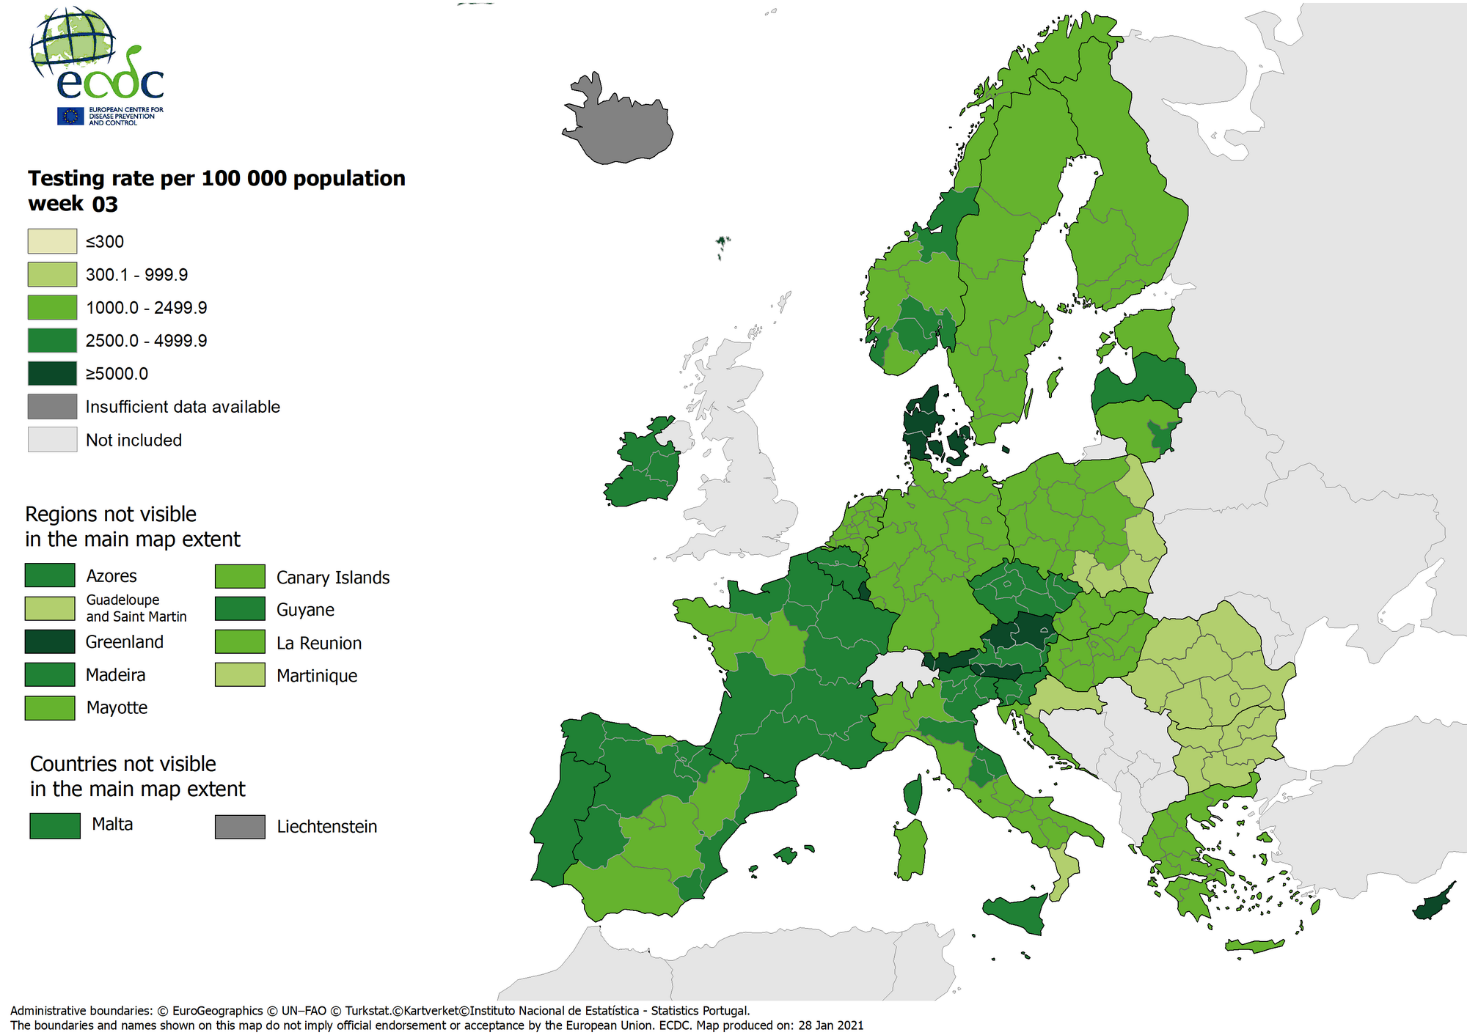 ecdc
EUROPEAN CENTRE FOR
DISEASE PREVENTION
AND CONTROL
Testing rate per 100 000 population
week 03
≤300
300.1 - 999.9
1000.0 - 2499.9
2500.0 - 4999.9
≥5000.0
Insufficient data available
Not included
Regions not visible
in the main map extent
Azores
Canary Islands
Guadeloupe
and Saint Martin
Guyane
Greenland
La Reunion
Madeira
Martinique
Mayotte
Countries not visible
in the main map extent
Malta
Liechtenstein
Administrative boundaries: © EuroGeographics © UN–FAO © Turkstat.©Kartverket©Instituto Nacional de Estatística - Statistics Portugal.
The boundaries and names shown on this map do not imply official endorsement or acceptance by the European Union. ECDC. Map produced on: 28 Jan 2021